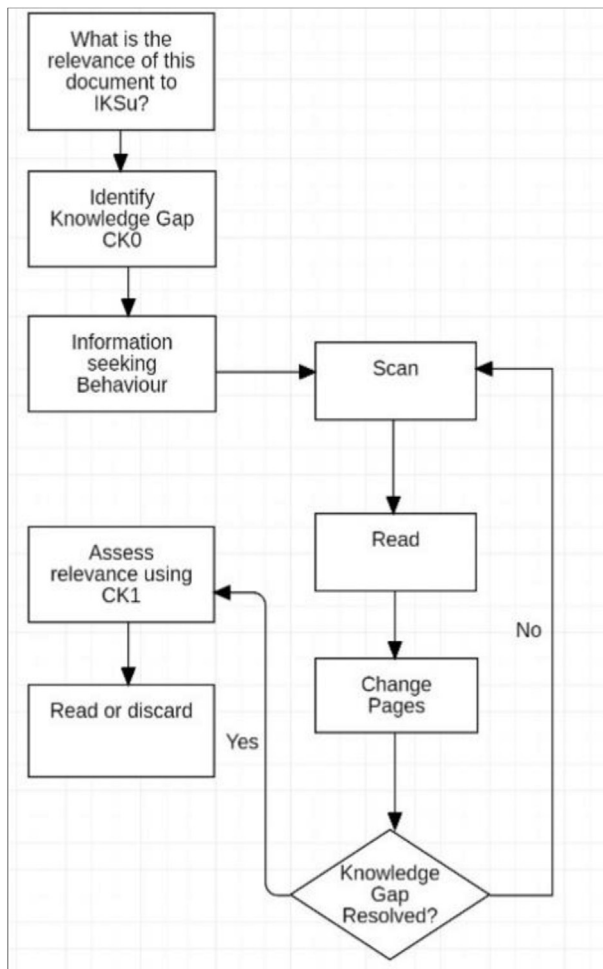 What is the
relevance of this
document to
IKSu?
Identify
Knowledge Gap
CK0
Information
seeking
Behaviour
Scan
Read
Change
Pages
Knowledge
Gap
Resolved?
No
Yes
Assess
relevance using
CK1
Read or discard